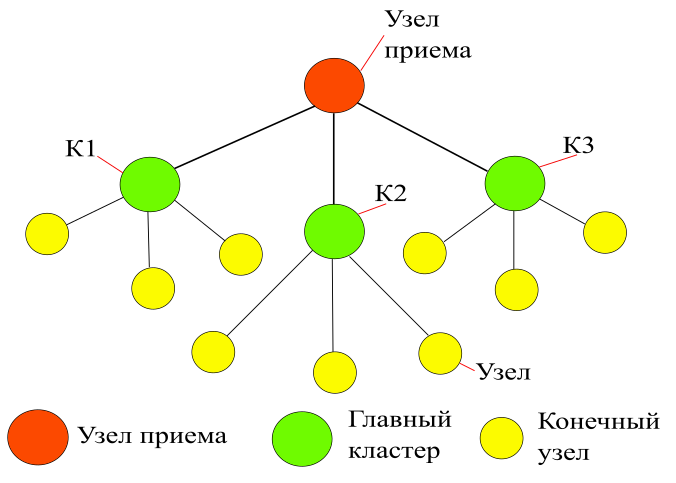 Узел
приема
К1
К3
К2
Узел
Узел приема
Главный
кластер
Конечный
узел